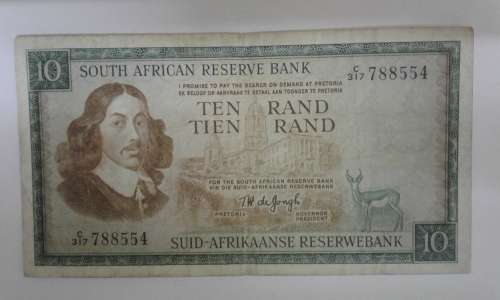 10
SOUTH AFRICAN RESERVE BANK
C/317 788554
I PROMISE TO PAY THE BEARER ON DEMAND AT PRETORIA
EK BELOOF OM AAN DRAER TE BETAAL AAN TOONDER TE PRETORIA
TEN RAND
TIEN RAND
FOR THE SOUTH AFRICAN RESERVE BANK
VIR DIE SUID-AFRIKAANSE RESERWEBANK
TW de Jongh
PRETORIA
GOVERNOR
PRESIDENT
C/317 788554
SUID-AFRIKAANSE RESERWEBANK
10